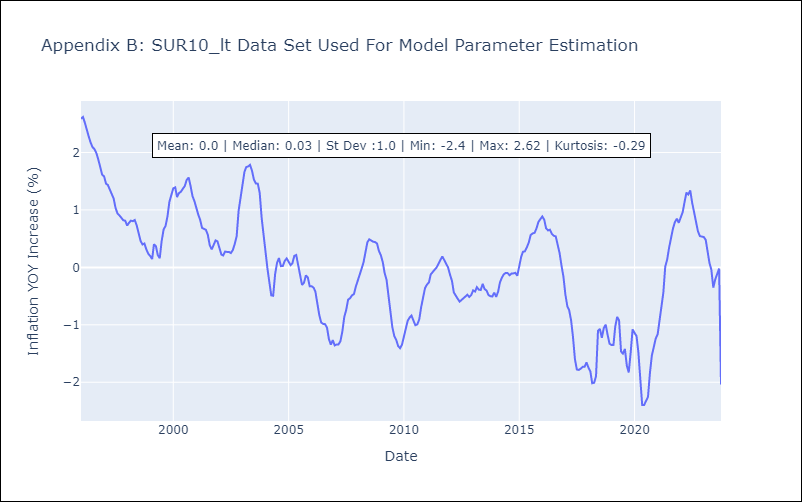 Appendix B: SUR10_lt Data Set Used For Model Parameter Estimation
Mean: 0.0 | Median: 0.03 | St Dev :1.0 | Min: -2.4 | Max: 2.62 | Kurtosis: -0.29
Inflation YOY Increase (%)
2
1
0
−1
−2
2000 2005 2010 2015 2020
Date